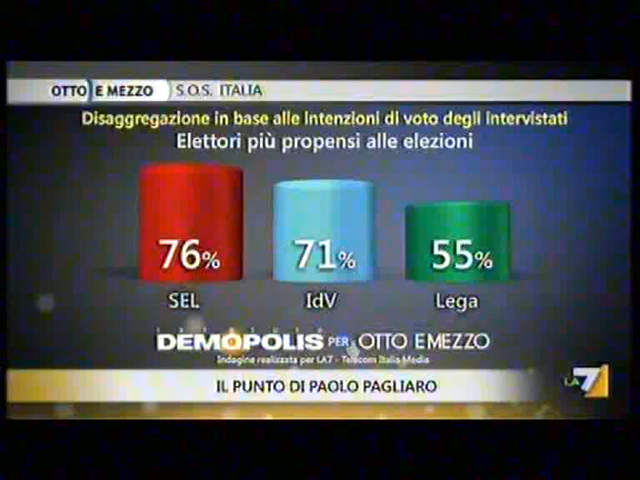 OTTO E MEZZO S.O.S. ITALIA
Disaggregazione in base alle intenzioni di voto degli intervistati
Elettori più propensi alle elezioni
76% 71% 55%
SEL IdV Lega
ISTITUTO
DEMOPOLIS PER OTTO E MEZZO
Indagine realizzata per LA7 - Telecom Italia Media
IL PUNTO DI PAOLO PAGLIARO
LA7